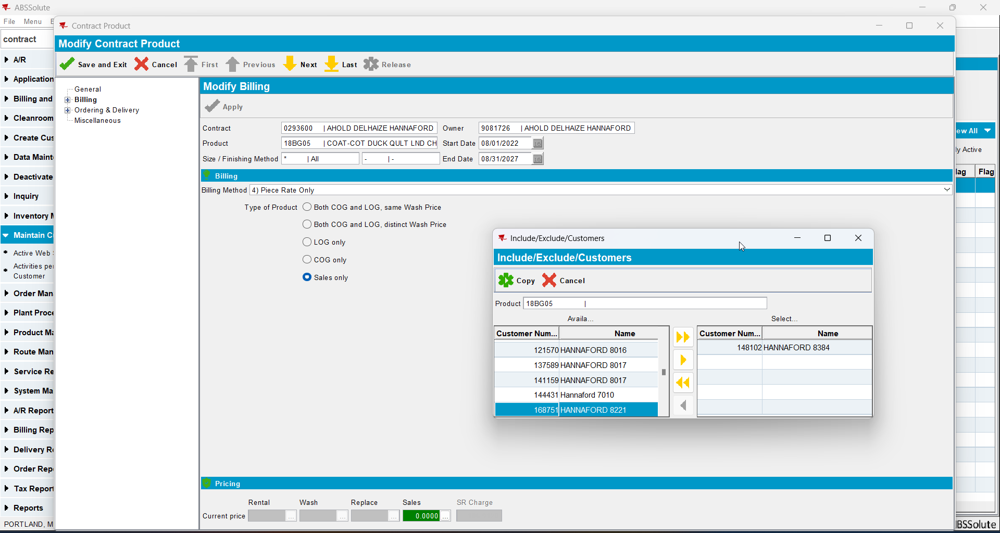 ABSSolute
File Menu
Contract Product
contract
Modify Contract Product
Save and Exit Cancel First Previous Next Last Release
A/R
Application
Billing and
Cleanroom
Create Cus
Data Maint
Deactivate
Inquiry
Inventory
Maintain
Active Web
Activities pe
Customer
Order Man
Plant Proce
Product Ma
Route Man
Service Re
System Ma
A/R Report
Billing Rep
Delivery Re
Order Rep
Tax Report
Reports
PORTLAND, M
General
Billing
Ordering & Delivery
Miscellaneous
Modify Billing
Apply
Contract 0293600 | AHOLD DELHAIZE HANNAFORD Owner 9081726 | AHOLD DELHAIZE HANNAFORD
Product 18BG05 | COAT-COT DUCK QULT LND CH Start Date 08/01/2022
Size / Finishing Method * | All - | - End Date 08/31/2027
Billing
Billing Method 4) Piece Rate Only
Type of Product Both COG and LOG, same Wash Price
Both COG and LOG, distinct Wash Price
LOG only
COG only
Sales only
Include/Exclude/Customers
Include/Exclude/Customers
Copy Cancel
Product 18BG05 |
Availa... Select...
Customer Num... Name Customer Num... Name
121570 HANNAFORD 8016 148102 HANNAFORD 8384
137589 HANNAFORD 8017
141159 HANNAFORD 8017
144431 Hannaford 7010
168751 HANNAFORD 8221
Pricing
Rental Wash Replace Sales SR Charge
Current price ... ... ... 0.0000 ...
ew All
ly Active
lag Flag
BSSolute